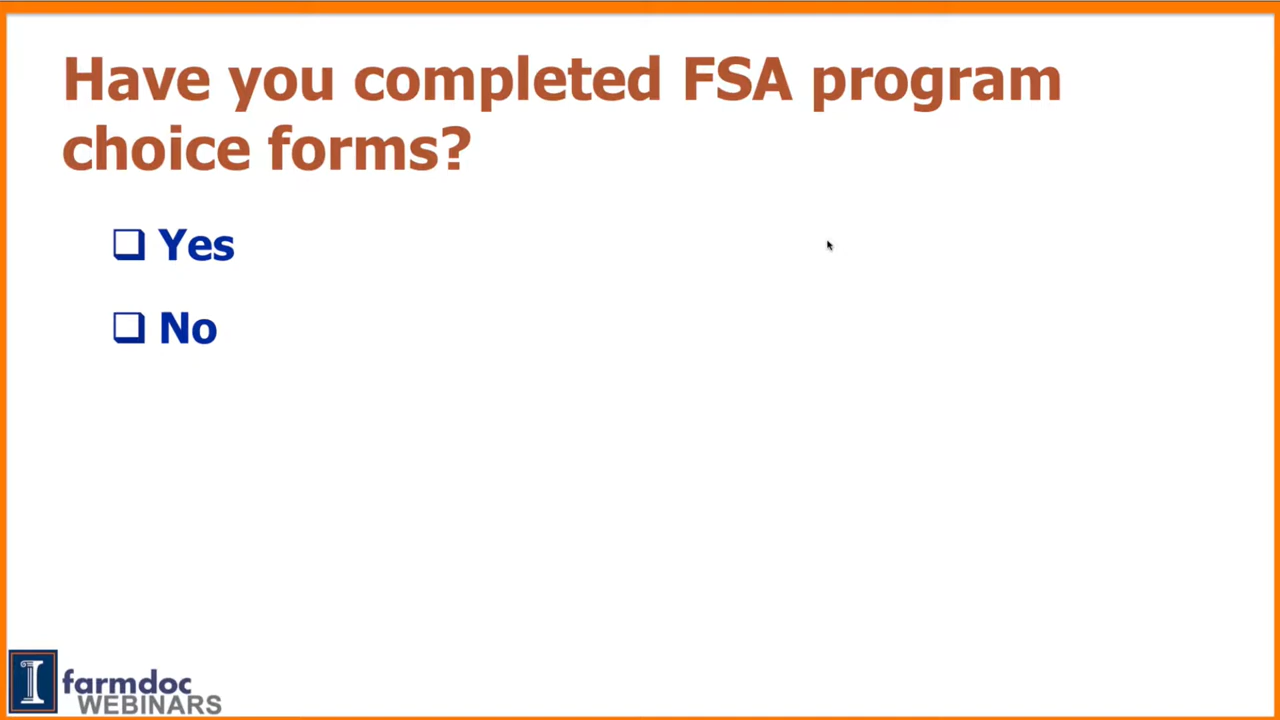 Have you completed FSA program
choice forms?
Yes
No
I
farmdoc
WEBINARS